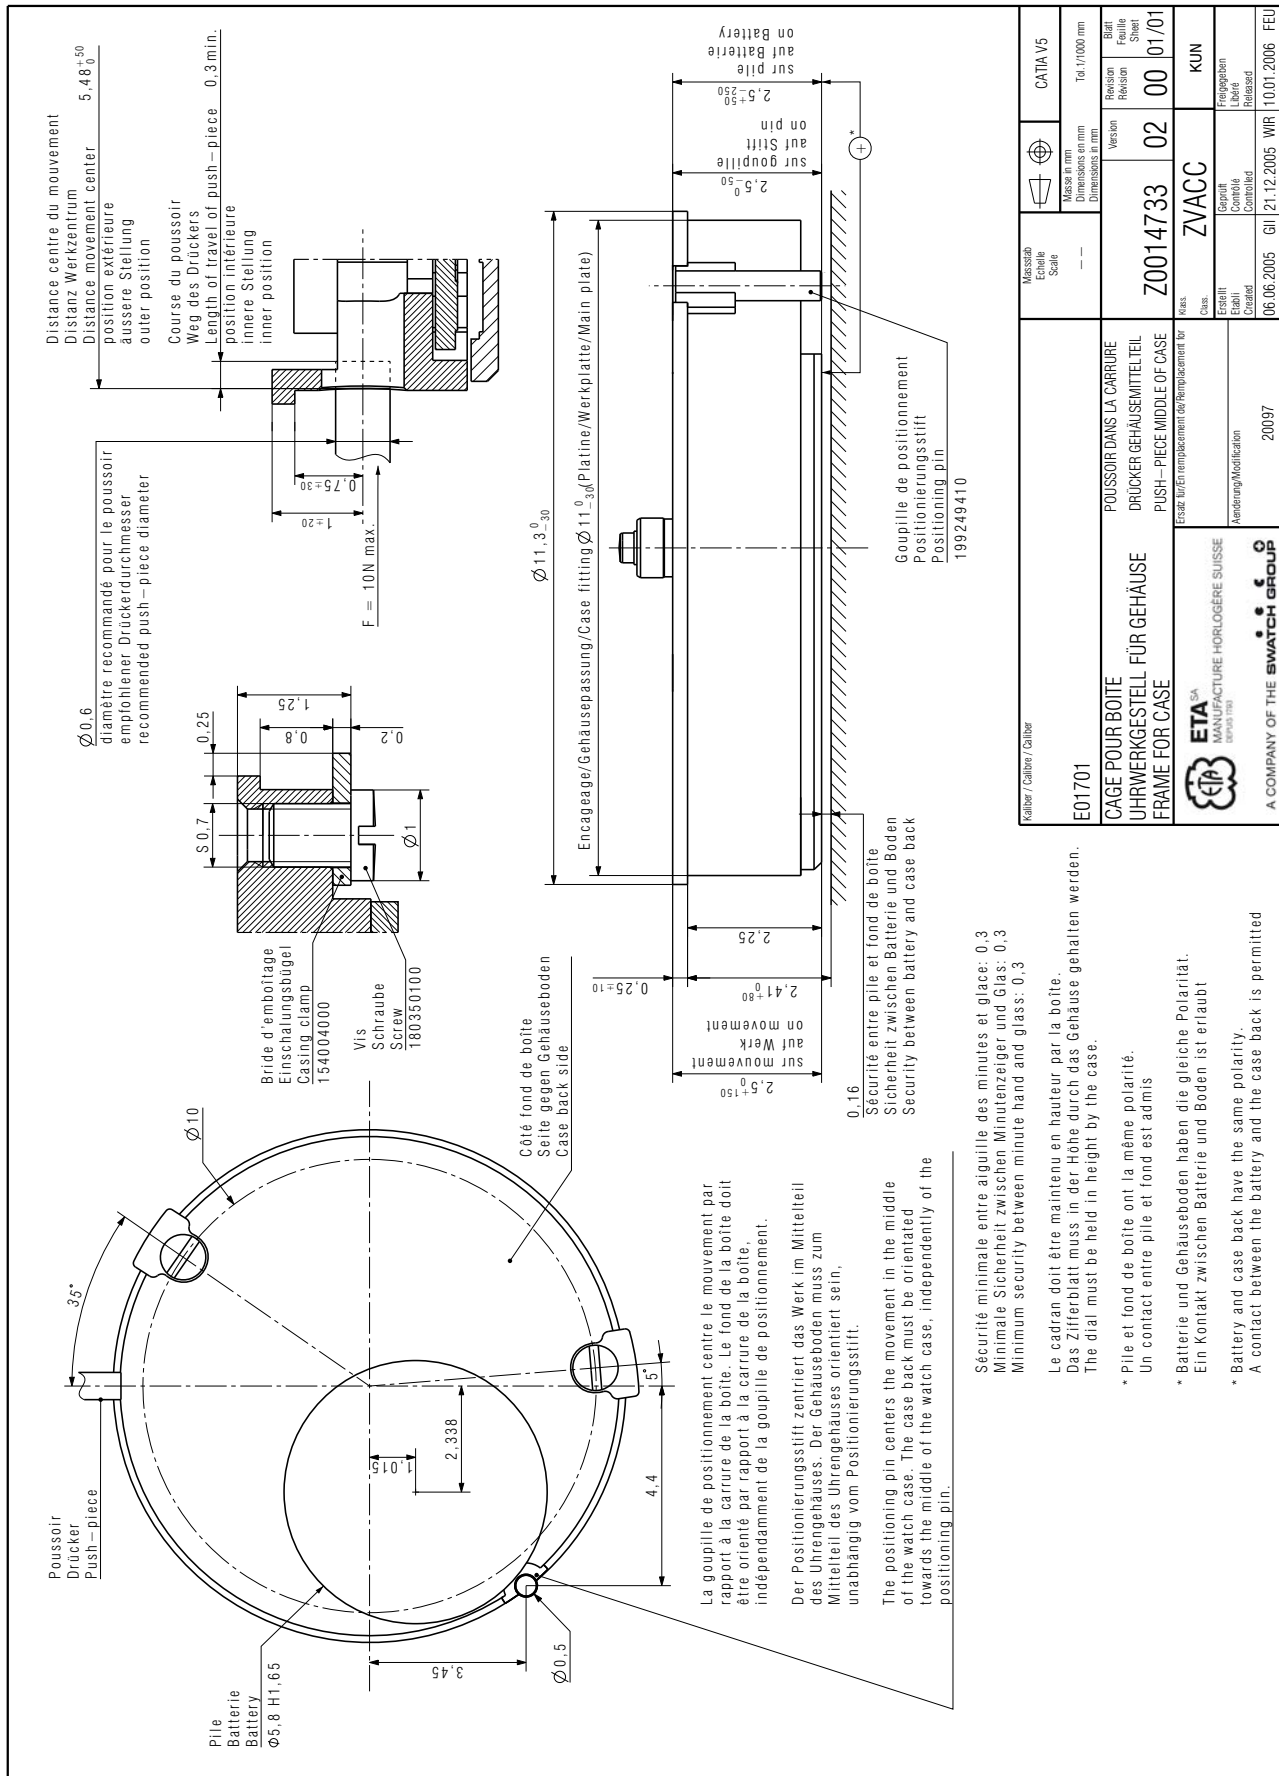 Poussoir
Drücker
Push-piece
35°
Ø10
Pile
Batterie
Battery
Φ5,8 H1,65
1,015
2,338
5°
4,4
3,45
Ø0,5
Côté fond de boîte
Seite gegen Gehäuseboden
Case back side
Bride d'emboîtage
Einschalungsbügel
Casing clamp
154004000
Vis
Schraube
Screw
180350100
S 0,7
0,25
1,25
0,8
0,2
Ø1
Ø0,6
diamètre recommandé pour le poussoir
empfohlener Drückerdurchmesser
recommended push-piece diameter
F = 10N max.
1±20
0,75±30
Distance centre du mouvement
Distanz Werkzentrum
Distance movement center 5,48 +50 0
position extérieure
äussere Stellung
outer position
Course du poussoir
Weg des Drückers
Length of travel of push-piece 0,3min.
position intérieure
innere Stellung
inner position
Ø11,3 0 -30
Encageage/Gehäusepassung/Case fitting Ø11 0 -30 (Platine/Werkplatte/Main plate)
2,5 +150 0
sur mouvement
auf Werk
on movement
0,25±10
2,41 +80 0
2,25
0,16
Sécurité entre pile et fond de boîte
Sicherheit zwischen Batterie und Boden
Security between battery and case back
2,5 0 -50
sur goupille
auf Stift
on pin
2,5 +50 -250
sur pile
auf Batterie
on Battery
+ *
Goupille de positionnement
Positionierungsstift
Positioning pin
199249410
La goupille de positionnement centre le mouvement par
rapport à la carrure de la boîte. Le fond de la boîte doit
être orienté par rapport à la carrure de la boîte,
indépendamment de la goupille de positionnement.
Der Positionierungsstift zentriert das Werk im Mittelteil
des Uhrengehäuses. Der Gehäuseboden muss zum
Mittelteil des Uhrengehäuses orientiert sein,
unabhängig vom Positionierungsstift.
The positioning pin centers the movement in the middle
of the watch case. The case back must be orientated
towards the middle of the watch case, independently of the
positioning pin.
Sécurité minimale entre aiguille des minutes et glace: 0,3
Minimale Sicherheit zwischen Minutenzeiger und Glas: 0,3
Minimum security between minute hand and glass: 0,3
Le cadran doit être maintenu en hauteur par la boîte.
Das Zifferblatt muss in der Höhe durch das Gehäuse gehalten werden.
The dial must be held in height by the case.
* Pile et fond de boîte ont la même polarité.
Un contact entre pile et fond est admis
* Batterie und Gehäuseboden haben die gleiche Polarität.
Ein Kontakt zwischen Batterie und Boden ist erlaubt
* Battery and case back have the same polarity.
A contact between the battery and the case back is permitted
Kaliber / Calibre / Caliber
E01701
Massstab
Echelle
Scale
--
CATIA V5
Masse in mm
Dimensions en mm
Dimensions in mm
Tol.1/1000 mm
CAGE POUR BOITE
UHRWERKGESTELL FÜR GEHÄUSE
FRAME FOR CASE
POUSSOIR DANS LA CARRURE
DRÜCKER GEHÄUSEMITTELTEIL
PUSH-PIECE MIDDLE OF CASE
Z0014733
Version
02
Revision
Révision
00
Blatt
Feuille
Sheet
01/01
ETA
ETA SA
MANUFACTURE HORLOGÈRE SUISSE
DEPUIS 1793
A COMPANY OF THE SWATCH GROUP
Ersatz für/En remplacement de/Remplacement for
Klass.
Class.
ZVACC
KUN
Aenderung/Modification
20097
Erstellt
Etabli
Created
06.06.2005 GII
Geprüft
Contrôlé
Controlled
21.12.2005 WIR
Freigegeben
Libéré
Released
10.01.2006 FEU